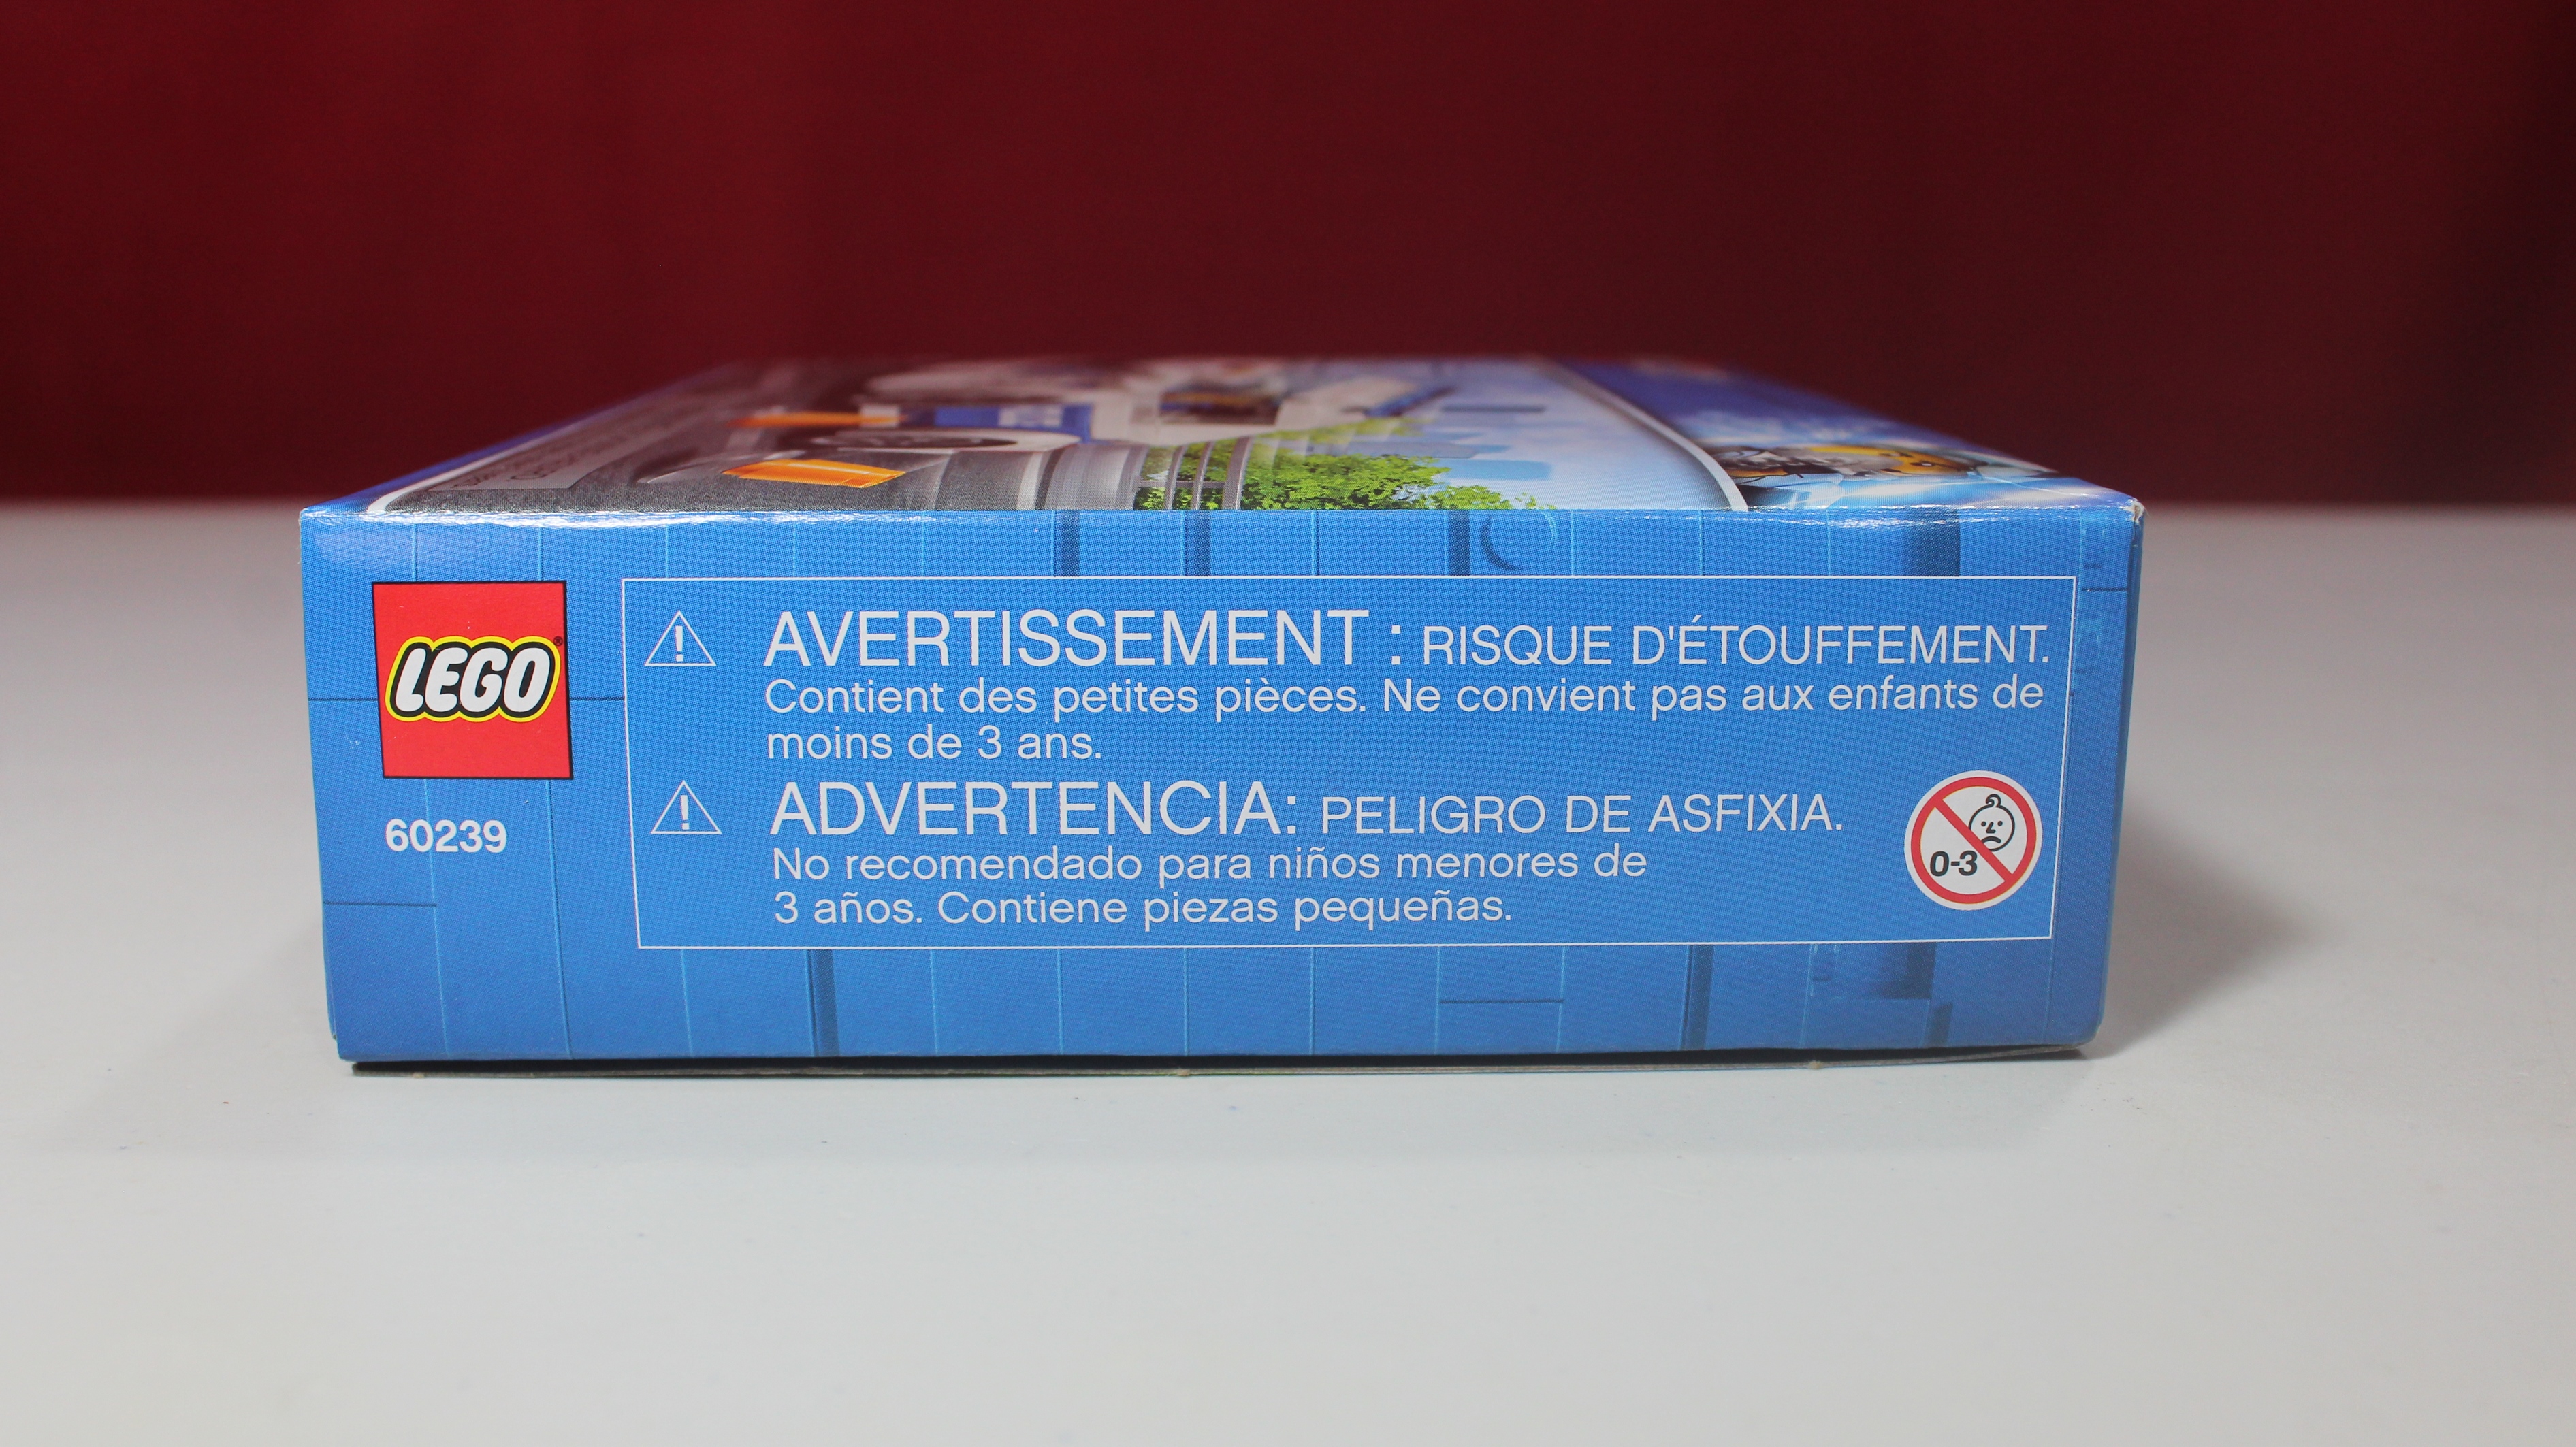 LEGO
60239
AVERTISSEMENT : RISQUE D'ÉTOUFFEMENT.
Contient des petites pièces. Ne convient pas aux enfants de
moins de 3 ans.
ADVERTENCIA: PELIGRO DE ASFIXIA.
No recomendado para niños menores de
3 años. Contiene piezas pequeñas.
0-3